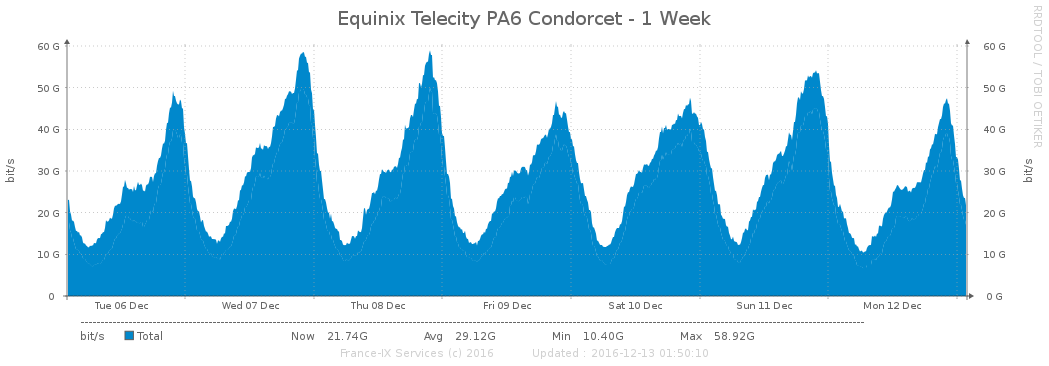 Equinix Telecity PA6 Condorcet - 1 Week
RRDTOOL / TOBI OETIKER
60 G 60 G
50 G 50 G
40 G 40 G
30 G 30 G
20 G 20 G
10 G 10 G
0 0 G
bit/s
bit/s
Tue 06 Dec Wed 07 Dec Thu 08 Dec Fri 09 Dec Sat 10 Dec Sun 11 Dec Mon 12 Dec
bit/s Total Now 21.74G Avg 29.12G Min 10.40G Max 58.92G
France-IX Services (c) 2016 Updated : 2016-12-13 01:50:10